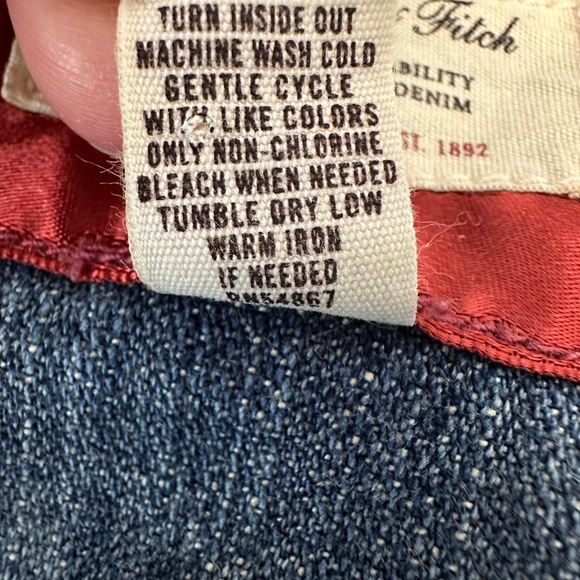 TURN INSIDE OUT
MACHINE WASH COLD
GENTLE CYCLE
WITH LIKE COLORS
ONLY NON-CHLORINE
BLEACH WHEN NEEDED
TUMBLE DRY LOW
WARM IRON
IF NEEDED
RN54867
Fitch
ABILITY
DENIM
ST. 1892